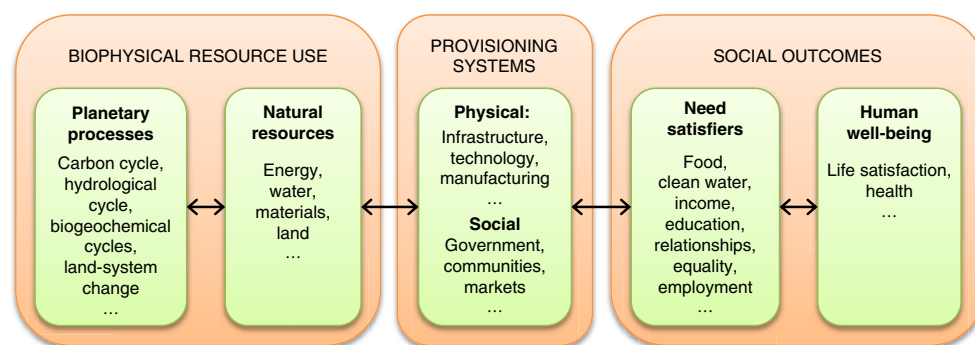 BIOPHYSICAL RESOURCE USE
Planetary
processes
Carbon cycle,
hydrological
cycle,
biogeochemical
cycles,
land-system
change
…
Natural
resources
Energy,
water,
materials,
land
…
PROVISIONING
SYSTEMS
Physical:
Infrastructure,
technology,
manufacturing
…
Social
Government,
communities,
markets
…
SOCIAL OUTCOMES
Need
satisfiers
Food,
clean water,
income,
education,
relationships,
equality,
employment
…
Human
well-being
Life satisfaction,
health
…